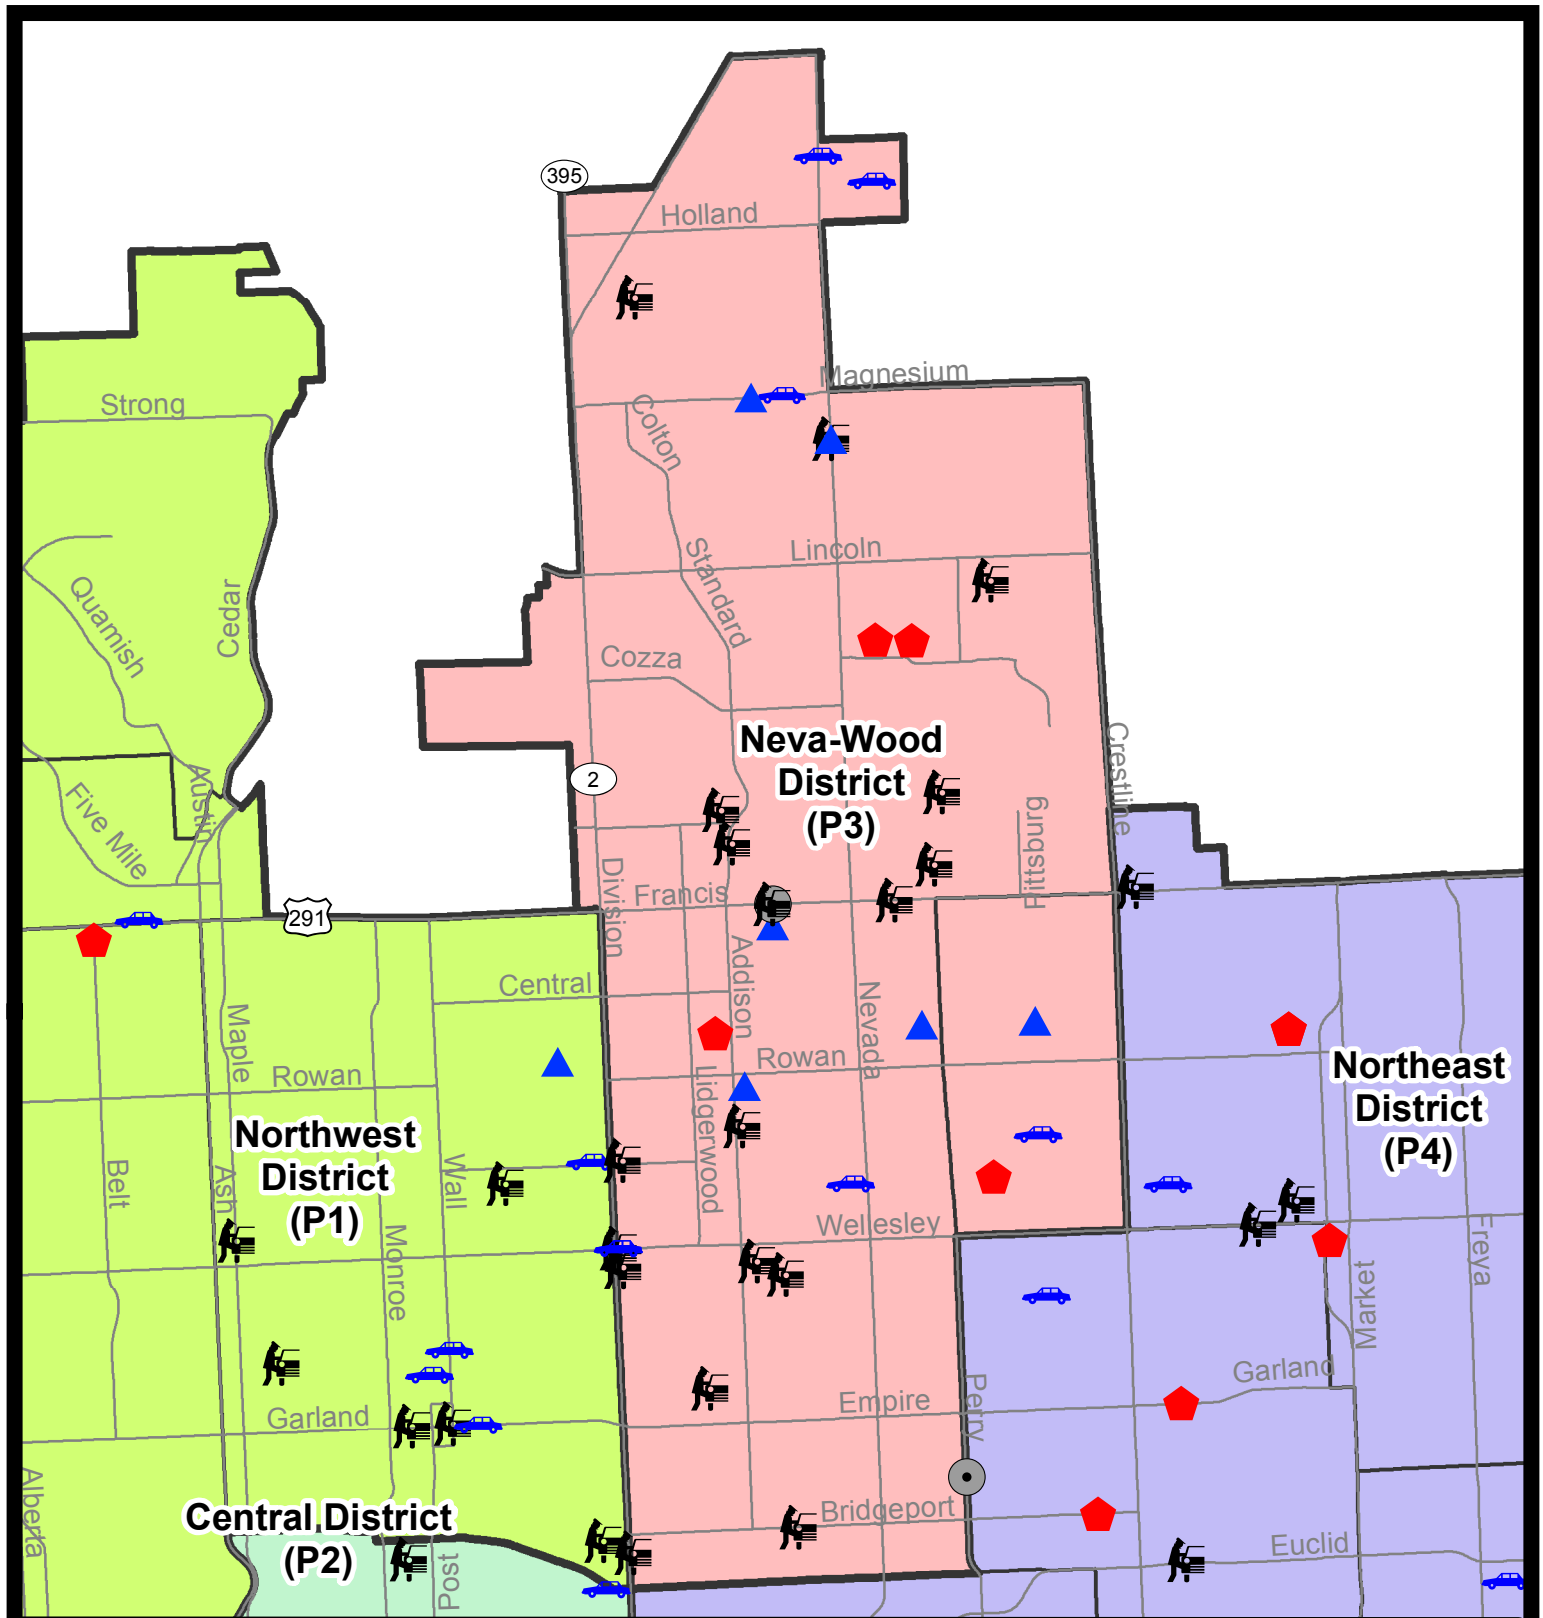 395
Holland
Magnesium
Strong
Colton
Lincoln
Standard
Quamish
Cedar
Cozza
Neva-Wood
District
(P3)
Crestline
2
Five Mile
Austin
Pittsburg
Division
Francis
291
Addison
Central
Nevada
Maple
Rowan
Rowan
Lidgerwood
Northeast
District
(P4)
Northwest
District
(P1)
Belt
Ash
Wall
Monroe
Wellesley
Freya
Market
Garland
Empire
Perry
Garland
Alberta
Central District
(P2)
Bridgeport
Post
Euclid